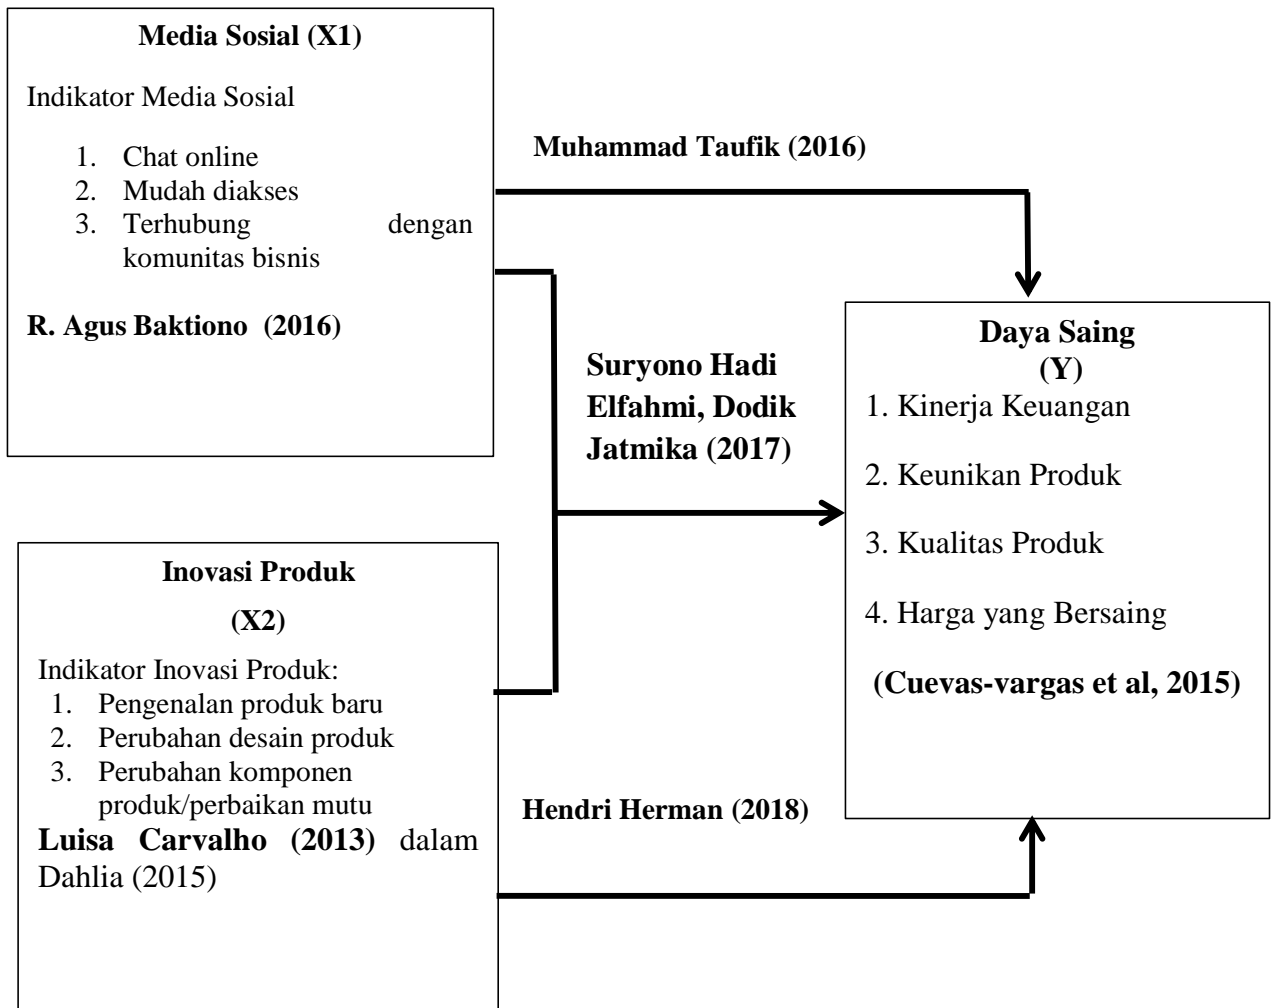 Media Sosial (X1)
Indikator Media Sosial
1. Chat online
2. Mudah diakses
3. Terhubung dengan
komunitas bisnis
R. Agus Baktiono (2016)
Muhammad Taufik (2016)
Suryono Hadi
Elfahmi, Dodik
Jatmika (2017)
Daya Saing
(Y)
1. Kinerja Keuangan
2. Keunikan Produk
3. Kualitas Produk
4. Harga yang Bersaing
(Cuevas-vargas et al, 2015)
Inovasi Produk
(X2)
Indikator Inovasi Produk:
1. Pengenalan produk baru
2. Perubahan desain produk
3. Perubahan komponen
produk/perbaikan mutu
Luisa Carvalho (2013) dalam
Dahlia (2015)
Hendri Herman (2018)